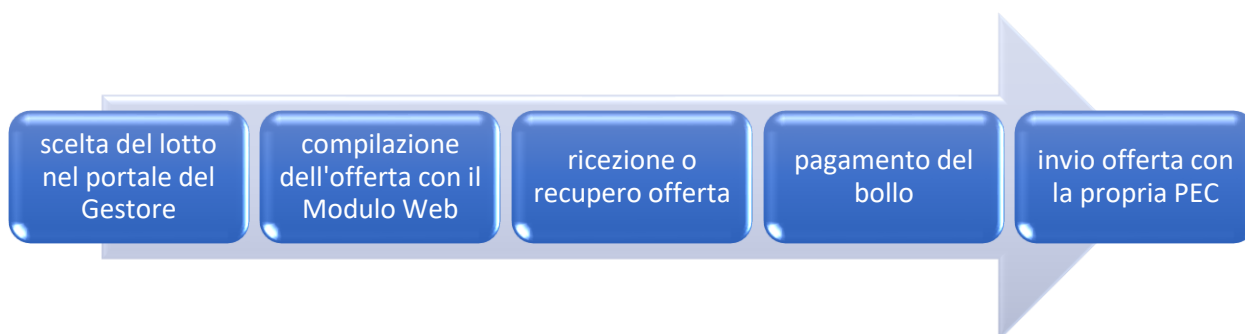 scelta del lotto
nel portale del
Gestore
compilazione
dell'offerta con il
Modulo Web
ricezione o
recupero offerta
pagamento del
bollo
invio offerta con
la propria PEC